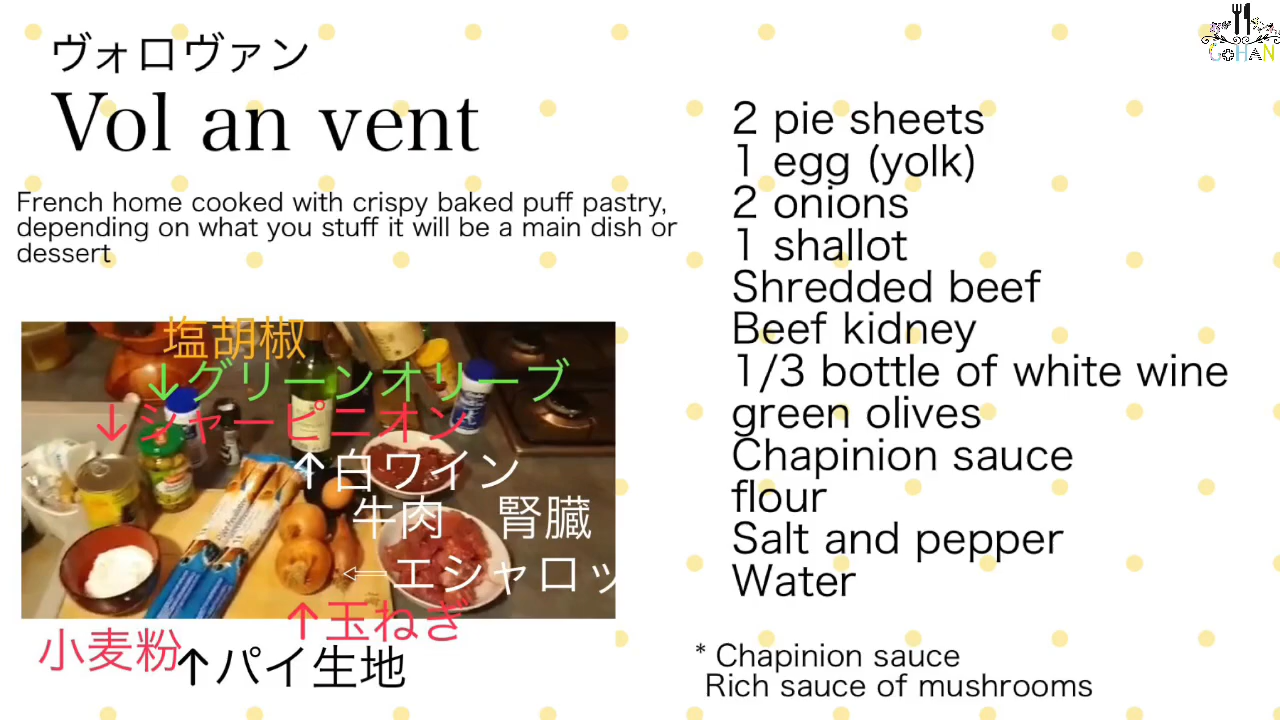 ヴォロヴァン
Vol an vent
French home cooked with crispy baked puff pastry,
depending on what you stuff it will be a main dish or
dessert
塩胡椒
↓グリーンオリーブ
↓シャーピニオン
↑白ワイン
牛肉 腎臓
⇐エシャロッ
↑玉ねぎ
小麦粉
↑パイ生地
2 pie sheets
1 egg (yolk)
2 onions
1 shallot
Shredded beef
Beef kidney
1/3 bottle of white wine
green olives
Chapinion sauce
flour
Salt and pepper
Water
* Chapinion sauce
Rich sauce of mushrooms
GOHAN